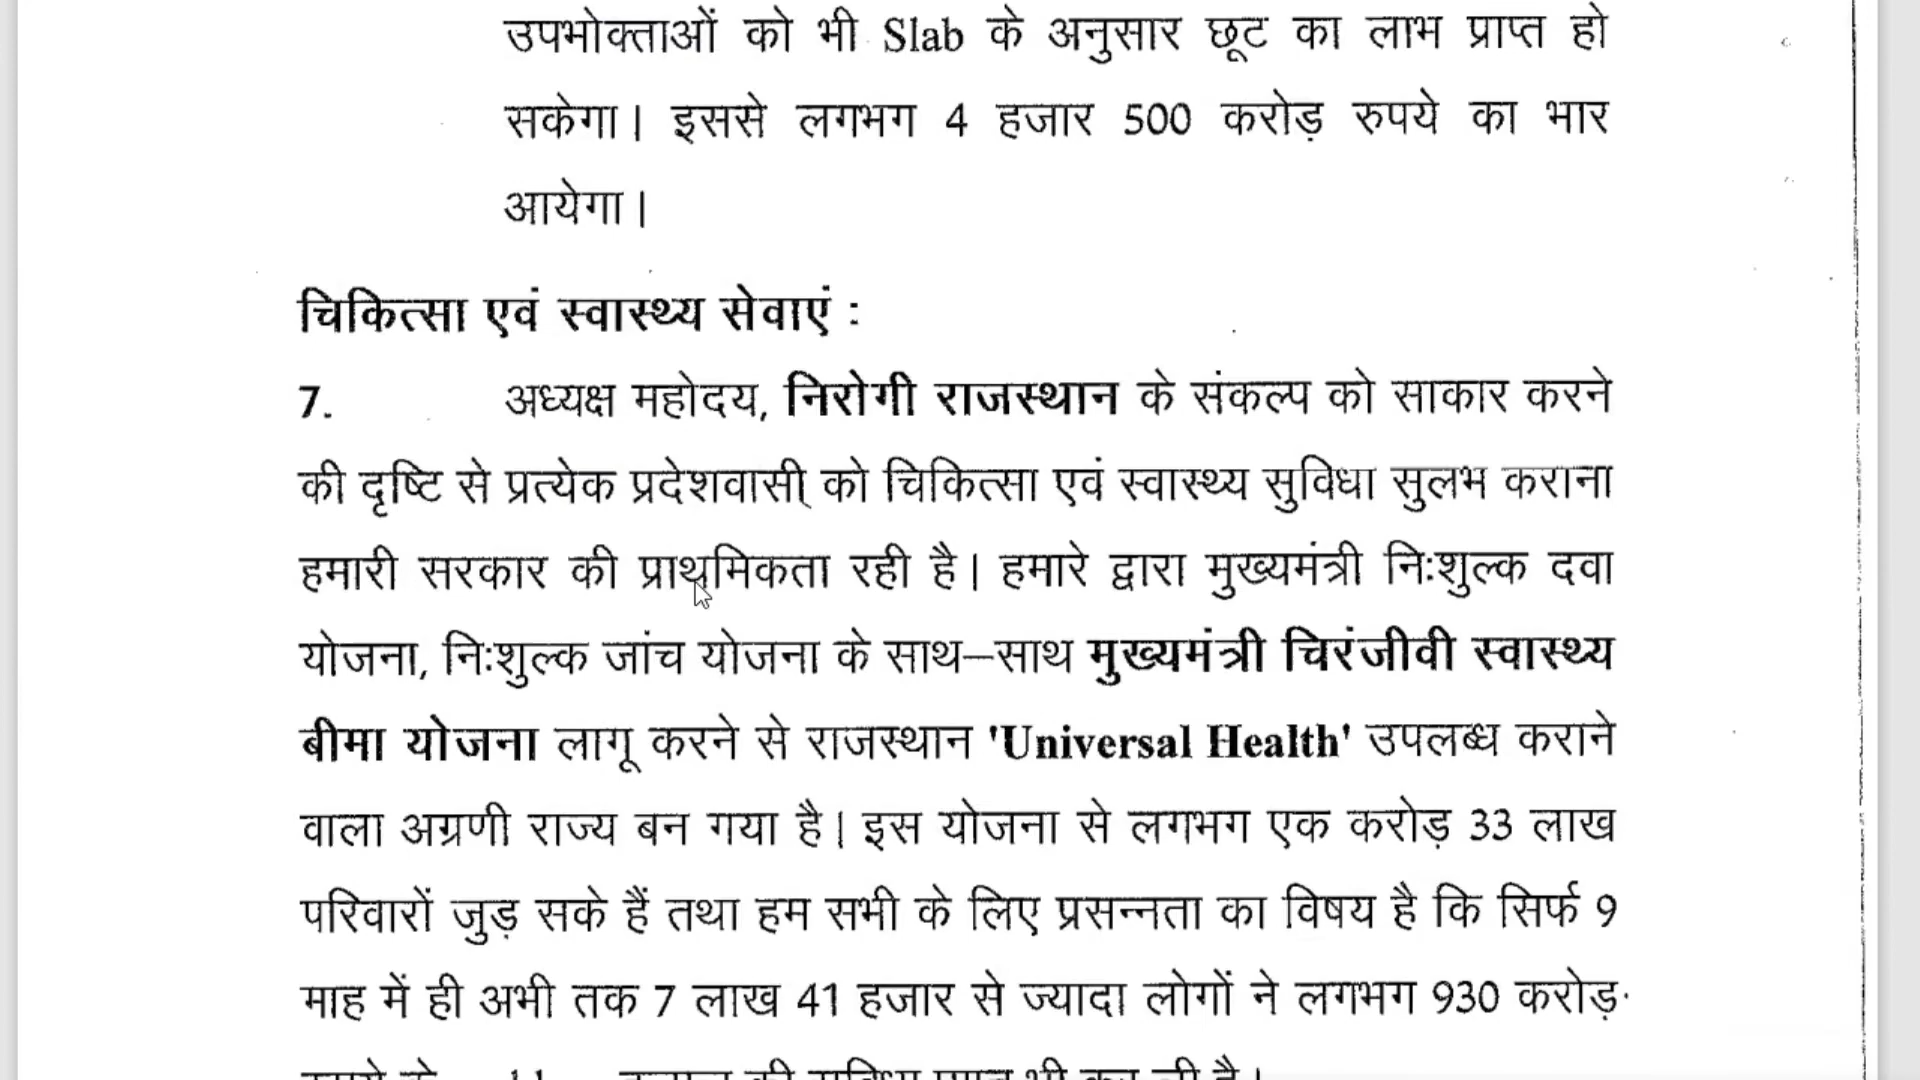 उपभोक्ताओं को भी Slab के अनुसार छूट का लाभ प्राप्त हो
सकेगा। इससे लगभग 4 हजार 500 करोड़ रुपये का भार
आयेगा।
चिकित्सा एवं स्वास्थ्य सेवाएं :
7. अध्यक्ष महोदय, निरोगी राजस्थान के संकल्प को साकार करने
की दृष्टि से प्रत्येक प्रदेशवासी को चिकित्सा एवं स्वास्थ्य सुविधा सुलभ कराना
हमारी सरकार की प्राथमिकता रही है। हमारे द्वारा मुख्यमंत्री निःशुल्क दवा
योजना, निःशुल्क जांच योजना के साथ–साथ मुख्यमंत्री चिरंजीवी स्वास्थ्य
बीमा योजना लागू करने से राजस्थान 'Universal Health' उपलब्ध कराने
वाला अग्रणी राज्य बन गया है। इस योजना से लगभग एक करोड़ 33 लाख
परिवारों जुड़ सके हैं तथा हम सभी के लिए प्रसन्नता का विषय है कि सिर्फ 9
माह में ही अभी तक 7 लाख 41 हजार से ज्यादा लोगों ने लगभग 930 करोड़